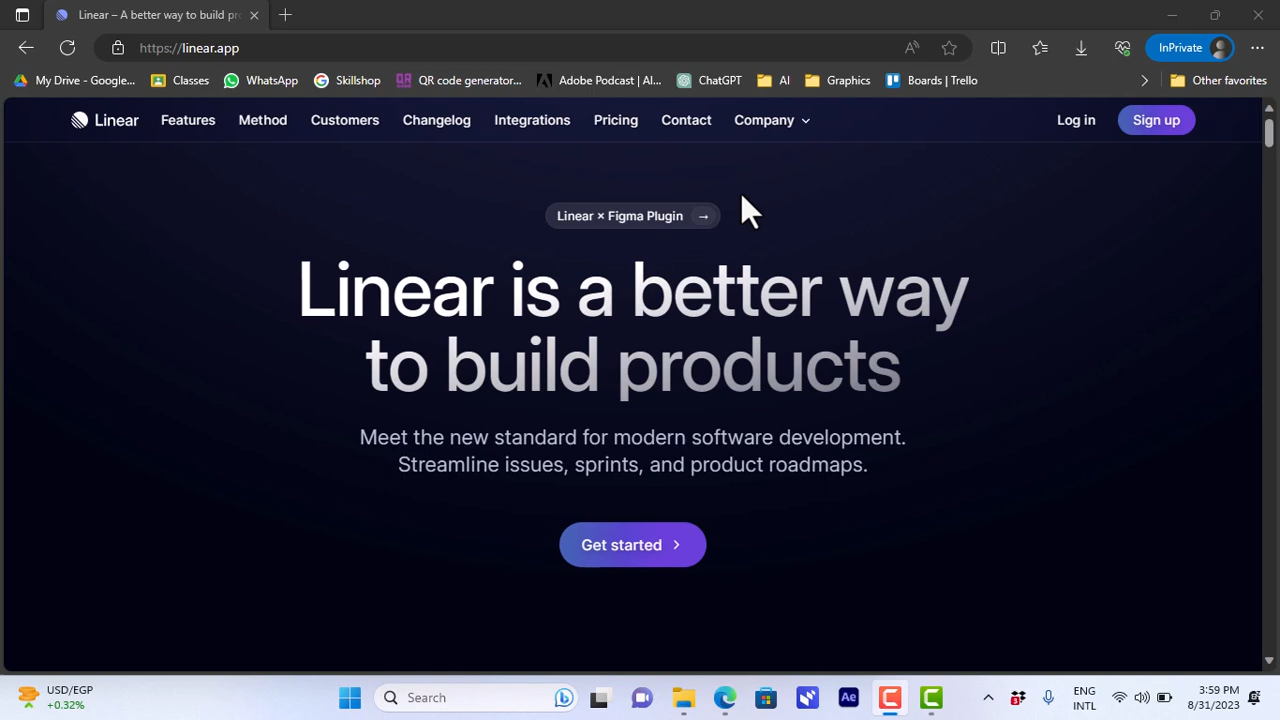 Linear – A better way to build pr
https://linear.app
InPrivate
My Drive - Google...
Classes
WhatsApp
Skillshop
QR code generator...
Adobe Podcast | AI...
ChatGPT
AI
Graphics
Boards | Trello
Other favorites
Linear
Features
Method
Customers
Changelog
Integrations
Pricing
Contact
Company
Log in
Sign up
Linear × Figma Plugin →
Linear is a better way
to build products
Meet the new standard for modern software development.
Streamline issues, sprints, and product roadmaps.
Get started
USD/EGP
+0.32%
Search
Ae
ENG
INTL
3:59 PM
8/31/2023